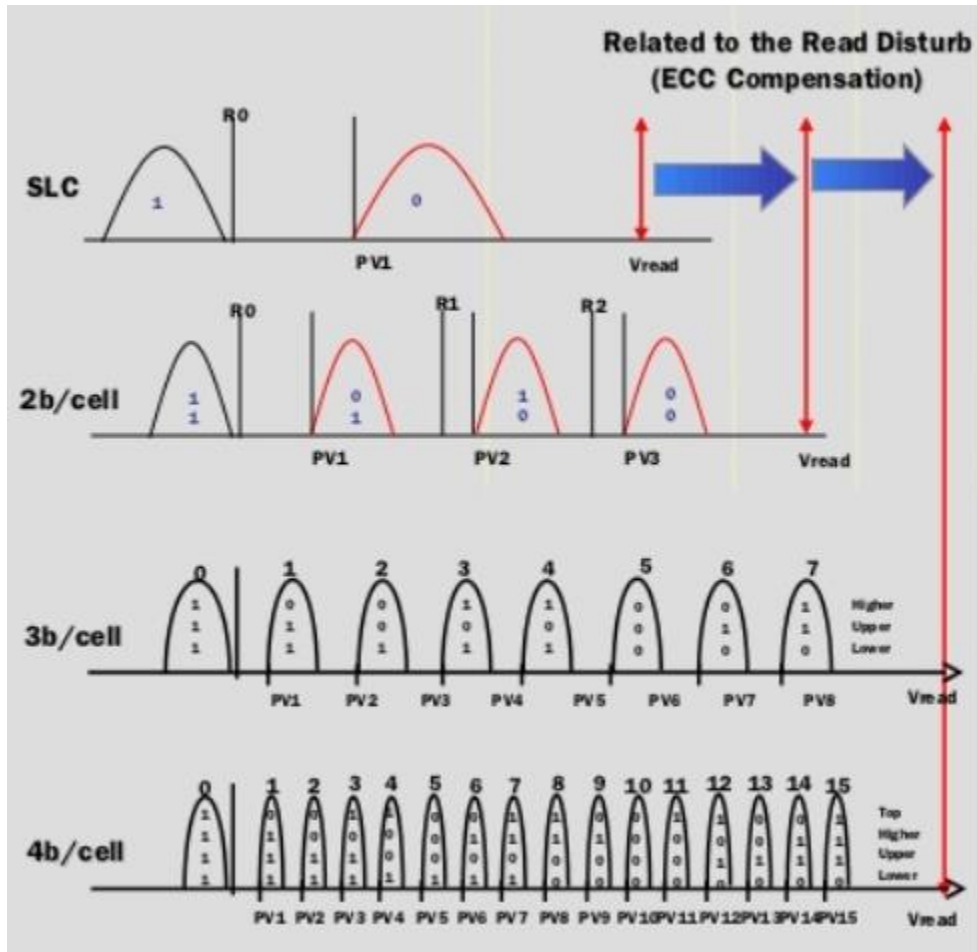 Related to the Read Disturb
(ECC Compensation)
R0
SLC
1
0
PV1
Vread
R0
R1
R2
2b/cell
1
0
1
0
1
1
0
0
PV1
PV2
PV3
Vread
0 1 2 3 4 5 6 7
1 0 0 1 1 0 0 1 Higher
3b/cell
1 1 0 0 0 0 1 1 Upper
1 1 1 1 1 0 0 0 Lower
PV1 PV2 PV3 PV4 PV5 PV6 PV7 PV8
Vread
0 1 2 3 4 5 6 7 8 9 10 11 12 13 14 15
Top
Higher
4b/cell
Upper
Lower
PV1 PV2 PV3 PV4 PV5 PV6 PV7 PV8 PV9 PV10 PV11 PV12 PV13 PV14 PV15
Vread